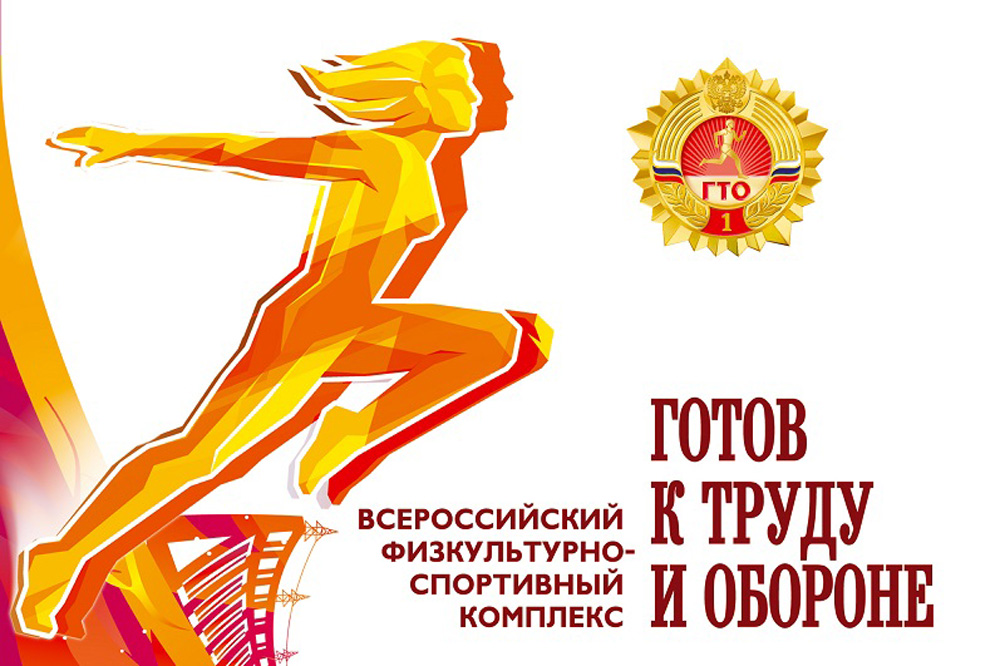 ГТО
1
ВСЕРОССИЙСКИЙ
ФИЗКУЛЬТУРНО-
СПОРТИВНЫЙ
КОМПЛЕКС
ГОТОВ
К ТРУДУ
И ОБОРОНЕ